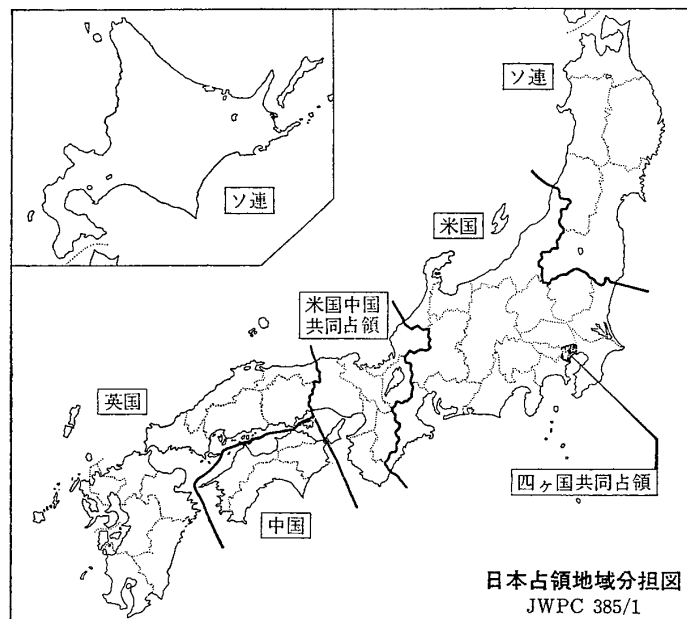 ソ連
ソ連
米国
米国中国
共同占領
英国
中国
四ヶ国共同占領
日本占領地域分担図
JWPC 385/1